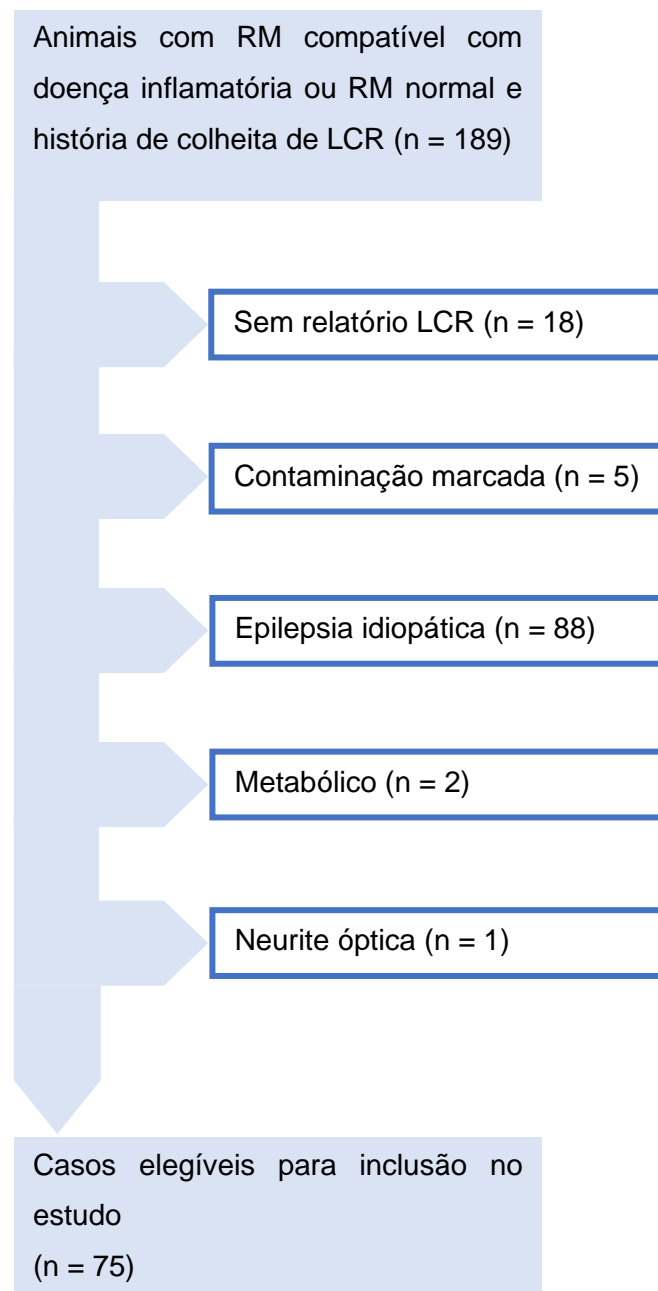 Animais com RM compatível com
doença inflamatória ou RM normal e
história de colheita de LCR (n = 189)
Sem relatório LCR (n = 18)
Contaminação marcada (n = 5)
Epilepsia idiopática (n = 88)
Metabólico (n = 2)
Neurite óptica (n = 1)
Casos elegíveis para inclusão no
estudo
(n = 75)